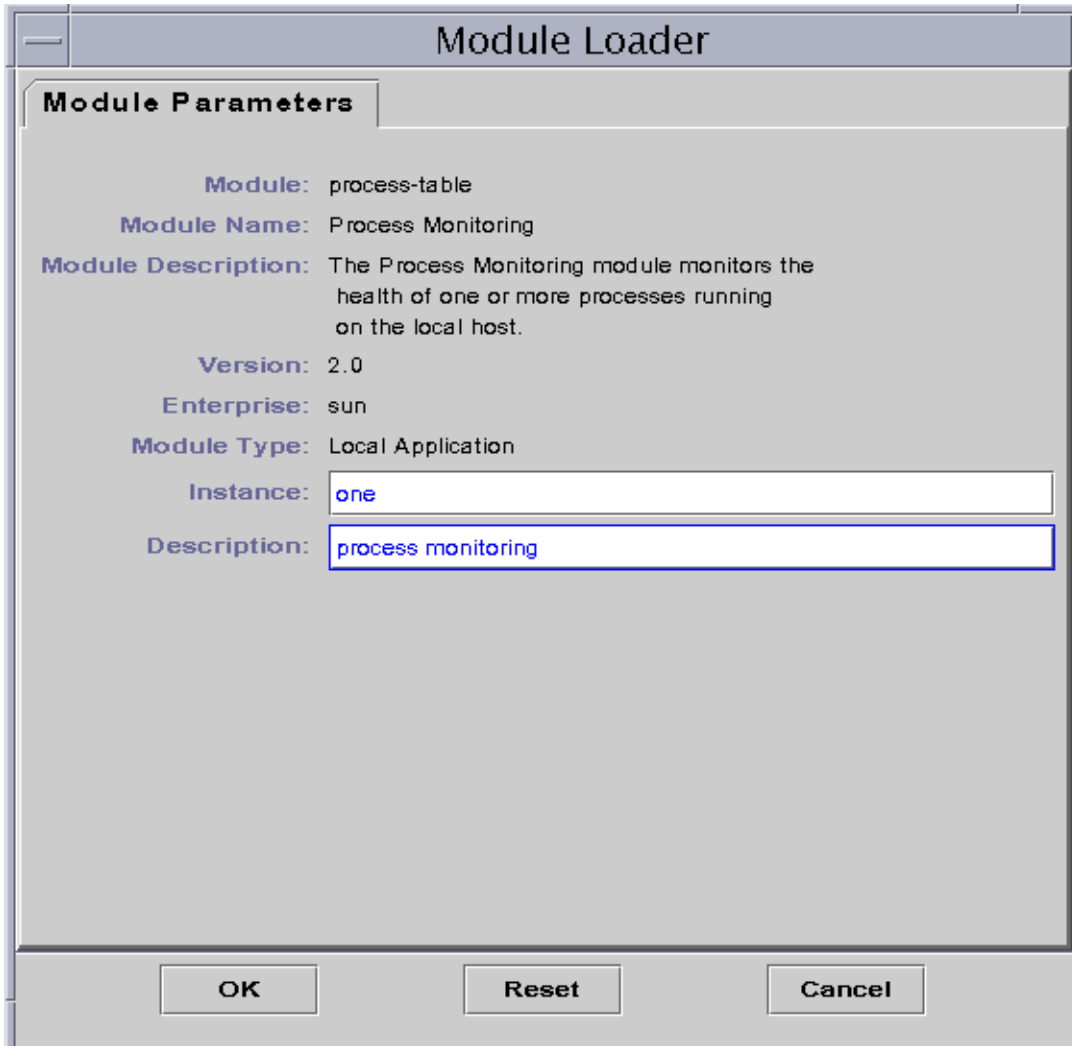 Module Loader
Module Parameters
Module: process-table
Module Name: Process Monitoring
Module Description: The Process Monitoring module monitors the
health of one or more processes running
on the local host.
Version: 2.0
Enterprise: sun
Module Type: Local Application
Instance: one
Description: process monitoring
OK Reset Cancel